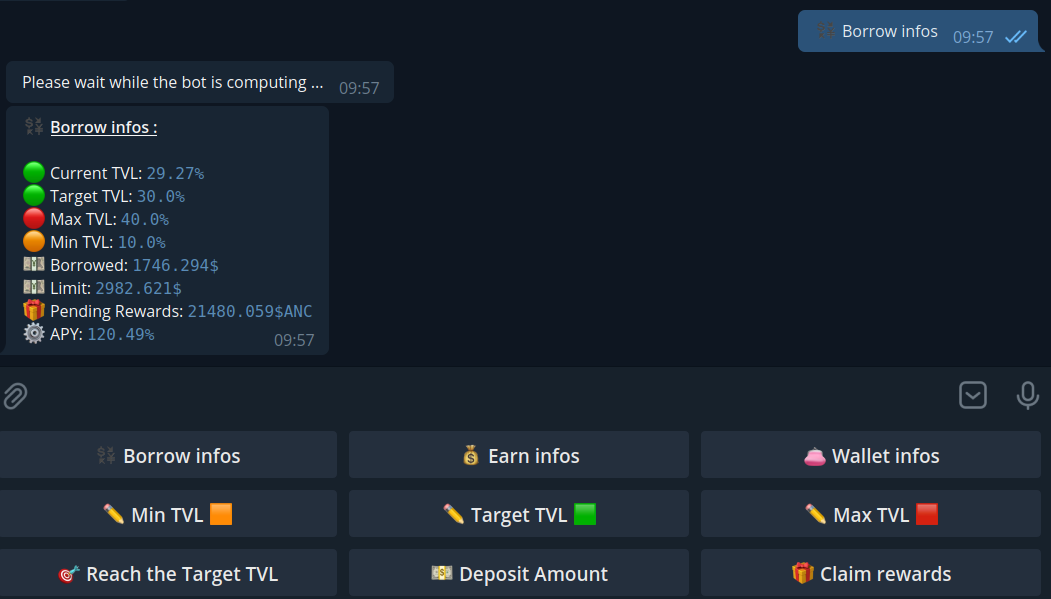 Borrow infos 09:57
Please wait while the bot is computing ... 09:57
Borrow infos :
Current TVL: 29.27%
Target TVL: 30.0%
Max TVL: 40.0%
Min TVL: 10.0%
Borrowed: 1746.294$
Limit: 2982.621$
Pending Rewards: 21480.059$ANC
APY: 120.49%
09:57
Borrow infos
Earn infos
Wallet infos
Min TVL
Target TVL
Max TVL
Reach the Target TVL
Deposit Amount
Claim rewards